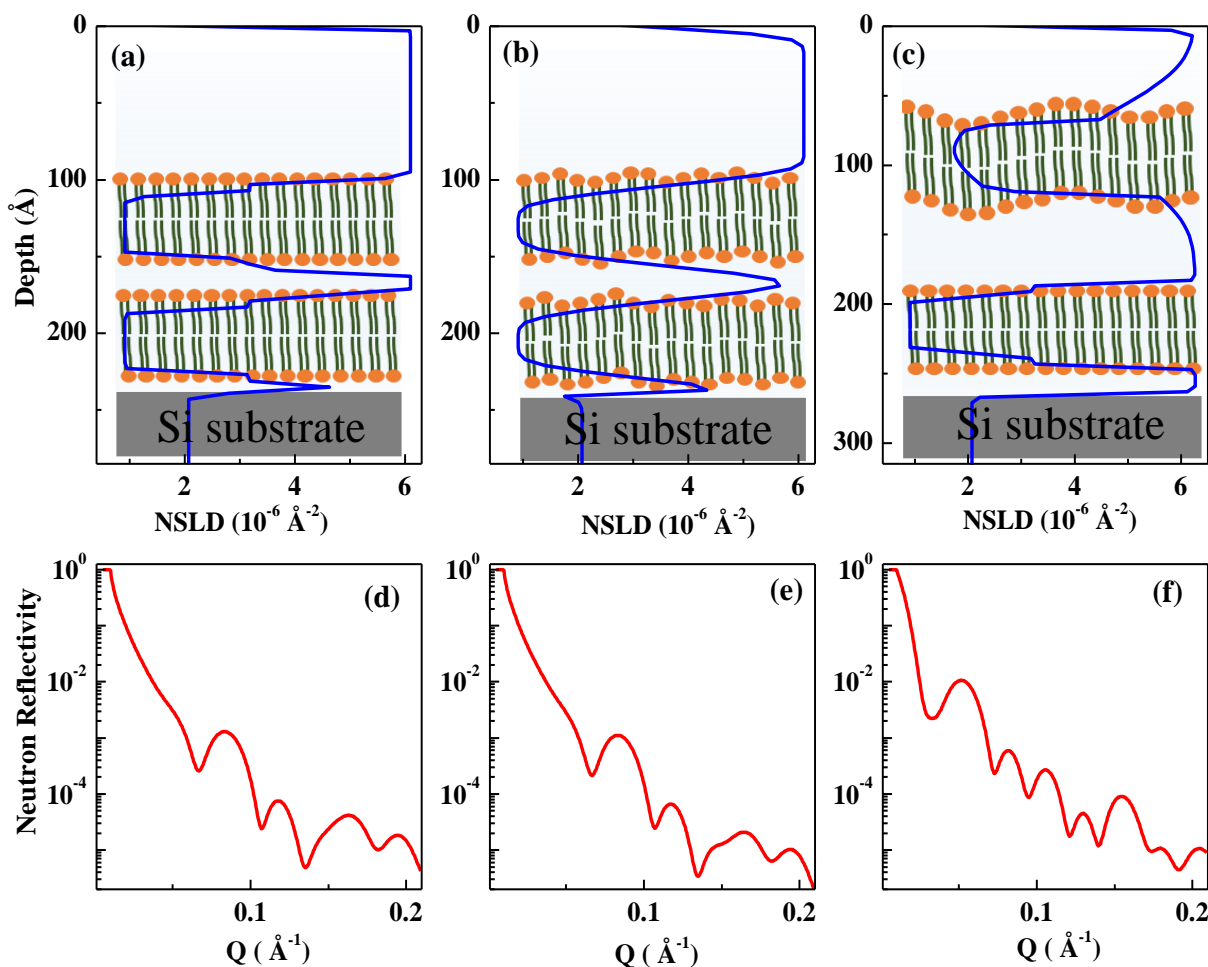 (a) (b) (c)
0 0 0
100 100 100
200 200 200
300
Depth (Å)
Si substrate Si substrate Si substrate
2 4 6 2 4 6 2 4 6
NSLD (10⁻⁶ Å⁻²) NSLD (10⁻⁶ Å⁻²) NSLD (10⁻⁶ Å⁻²)
(d) (e) (f)
10⁰ 10⁰ 10⁰
10⁻² 10⁻² 10⁻²
10⁻⁴ 10⁻⁴ 10⁻⁴
Neutron Reflectivity
0.1 0.2 0.1 0.2 0.1 0.2
Q ( Å⁻¹) Q ( Å⁻¹) Q ( Å⁻¹)